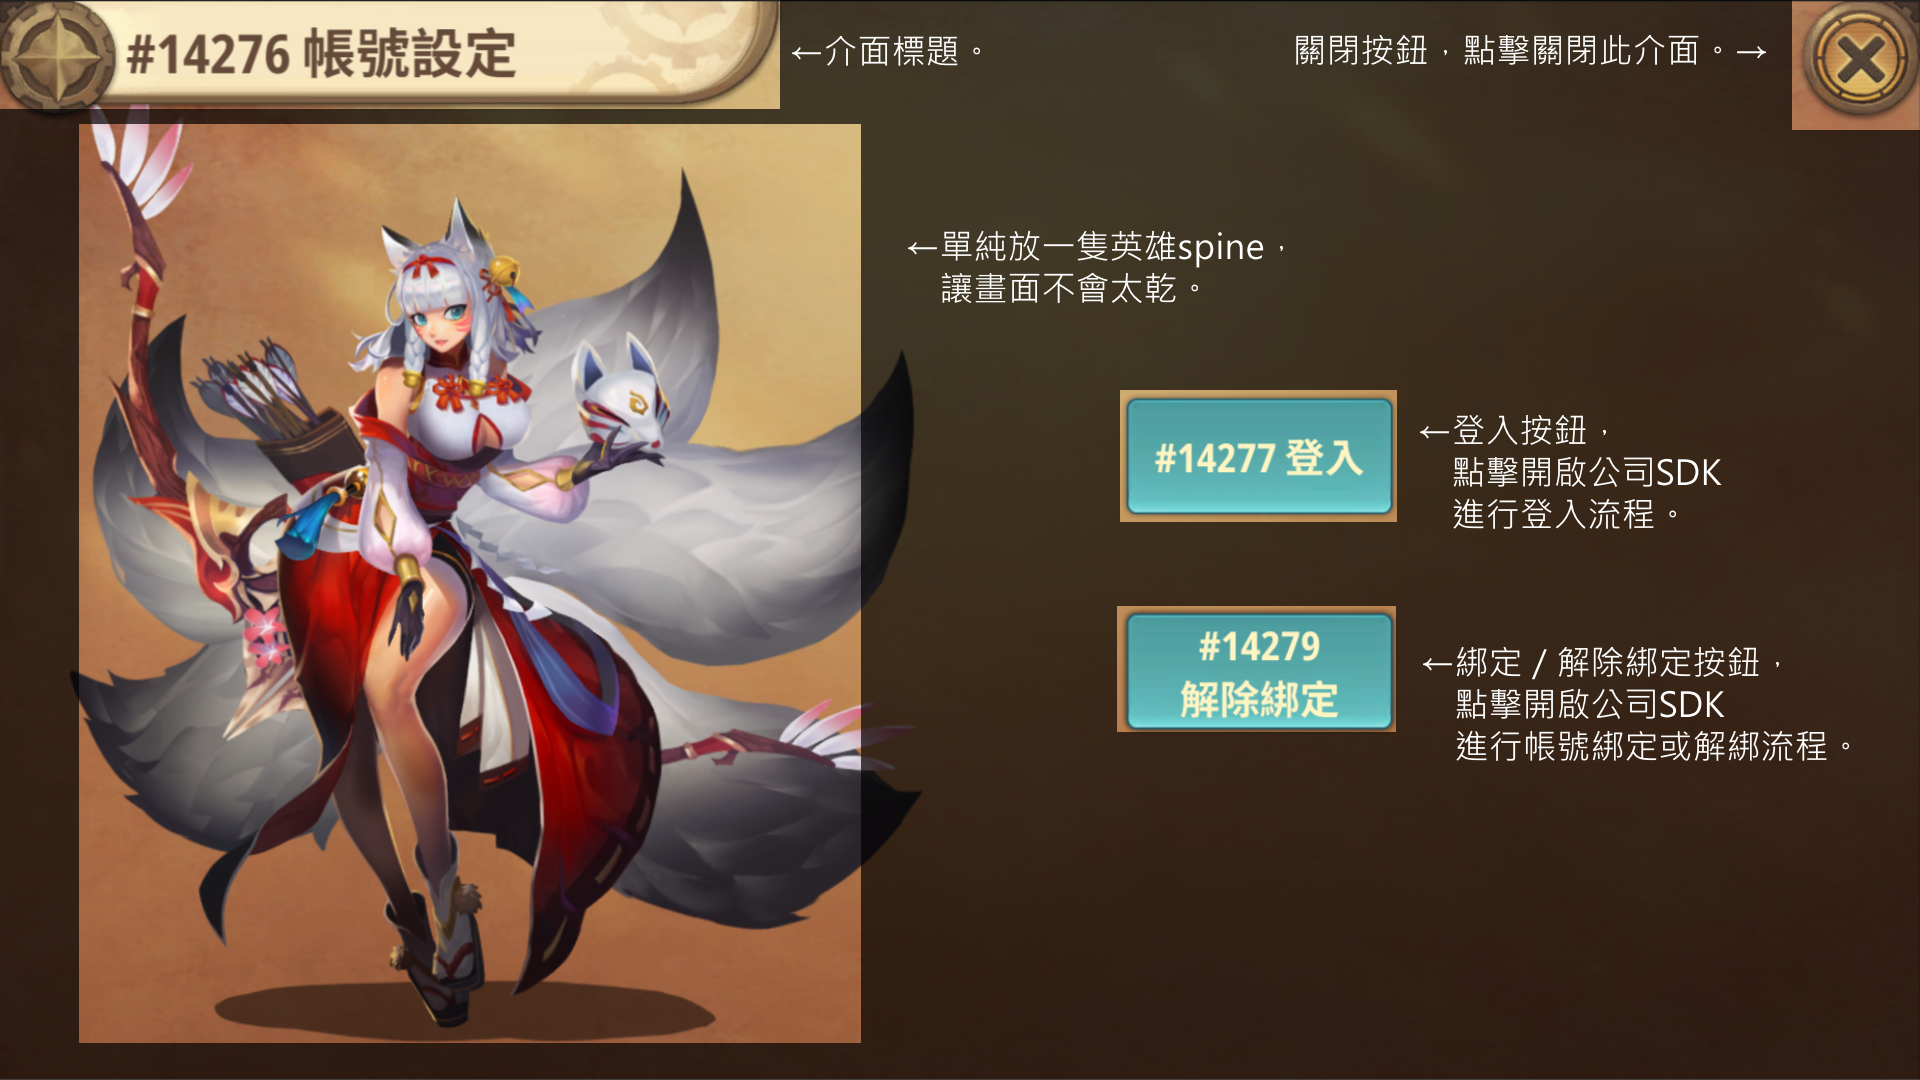 #14276 帳號設定
←介面標題。
關閉按鈕，點擊關閉此介面。→
←單純放一隻英雄spine，
讓畫面不會太乾。
#14277 登入
←登入按鈕，
點擊開啟公司SDK
進行登入流程。
#14279
解除綁定
←綁定 / 解除綁定按鈕，
點擊開啟公司SDK
進行帳號綁定或解綁流程。